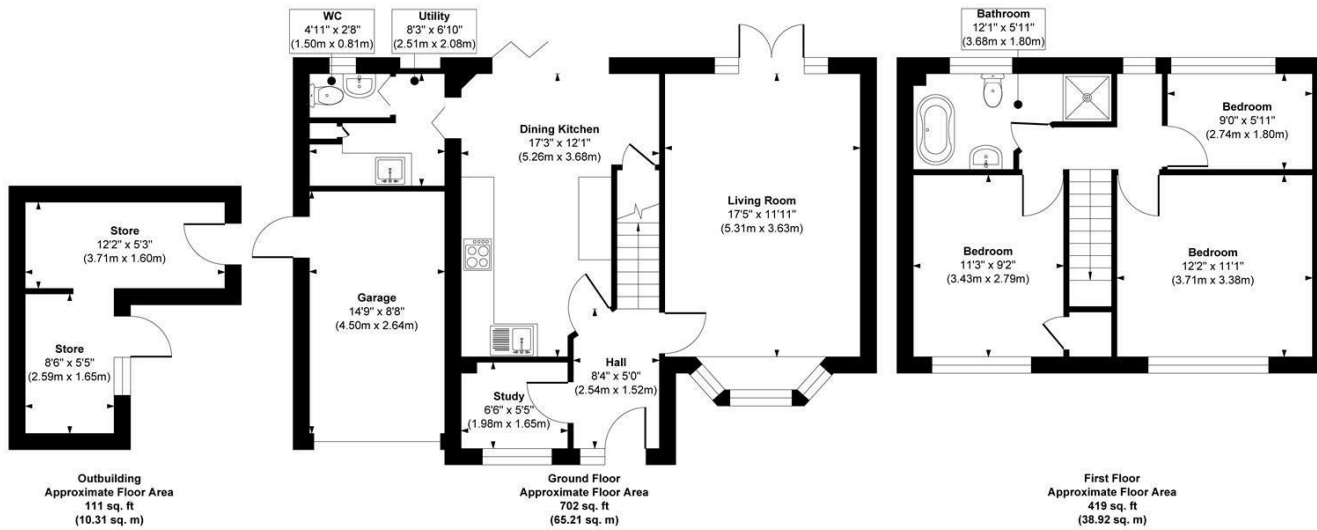 WC
4'11" x 2'8"
(1.50m x 0.81m)
Utility
8'3" x 6'10"
(2.51m x 2.08m)
Bathroom
12'1" x 5'11"
(3.68m x 1.80m)
Dining Kitchen
17'3" x 12'1"
(5.26m x 3.68m)
Bedroom
9'0" x 5'11"
(2.74m x 1.80m)
Store
12'2" x 5'3"
(3.71m x 1.60m)
Living Room
17'5" x 11'11"
(5.31m x 3.63m)
Bedroom
11'3" x 9'2"
(3.43m x 2.79m)
Bedroom
12'2" x 11'1"
(3.71m x 3.38m)
Garage
14'9" x 8'8"
(4.50m x 2.64m)
Store
8'6" x 5'5"
(2.59m x 1.65m)
Hall
8'4" x 5'0"
(2.54m x 1.52m)
Study
6'6" x 5'5"
(1.98m x 1.65m)
Outbuilding
Approximate Floor Area
111 sq. ft
(10.31 sq. m)
Ground Floor
Approximate Floor Area
702 sq. ft
(65.21 sq. m)
First Floor
Approximate Floor Area
419 sq. ft
(38.92 sq. m)